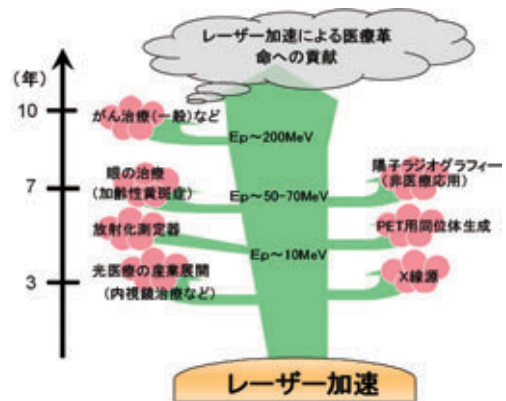 レーザー加速による医療革
命への貢献
(年)
10
がん治療(一般)など
Ep～200MeV
眼の治療
(加齢性黄斑症)
陽子ラジオグラフィー
(非医療応用)
7
Ep～50-70MeV
放射化測定器
PET用同位体生成
Ep～10MeV
光医療の産業展開
(内視鏡治療など)
X線源
3
レーザー加速